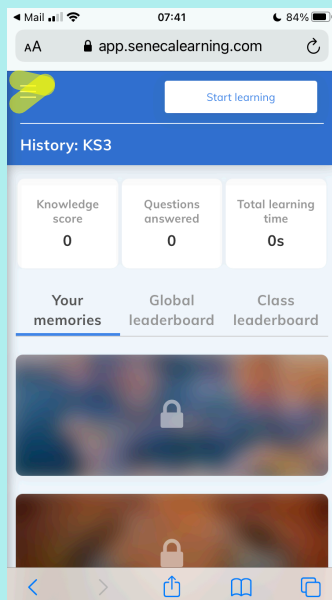 Mail 07:41 84%
AA app.senecalearning.com
Start learning
History: KS3
Knowledge score
0
Questions answered
0
Total learning time
0s
Your memories
Global leaderboard
Class leaderboard